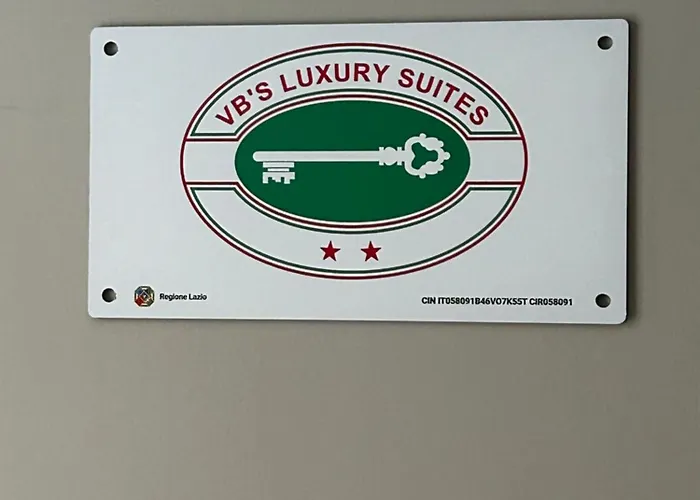 VB'S LUXURY SUITES
Regione Lazio
CIN IT058091B46VO7K5ST CIR058091